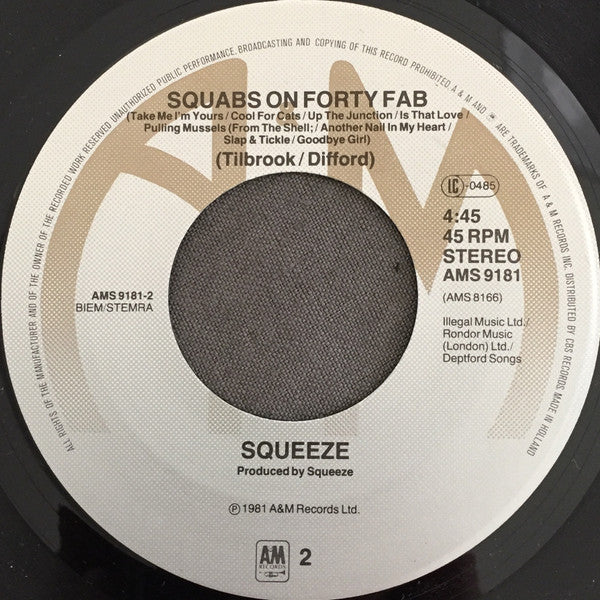 ALL RIGHTS OF THE MANUFACTURER AND OF THE OWNER OF THE RECORDED WORK RESERVED UNAUTHORIZED PUBLIC PERFORMANCE, BROADCASTING AND COPYING OF THIS RECORD PROHIBITED. A & M AND ARE TRADEMARKS OF A & M RECORDS INC. DISTRIBUTED BY CBS RECORDS. MADE IN HOLLAND
SQUABS ON FORTY FAB
(Take Me I'm Yours / Cool For Cats / Up The Junction / Is That Love /
Pulling Mussels (From The Shell; / Another Nail In My Heart /
Slap & Tickle / Goodbye Girl)
(Tilbrook / Difford)
LC -0485
4:45
45 RPM
STEREO
AMS 9181
(AMS 8166)
AMS 9181-2
BIEM/STEMRA
Illegal Music Ltd./
Rondor Music
(London) Ltd./
Deptford Songs
SQUEEZE
Produced by Squeeze
℗ 1981 A&M Records Ltd.
AM
RECORDS
2